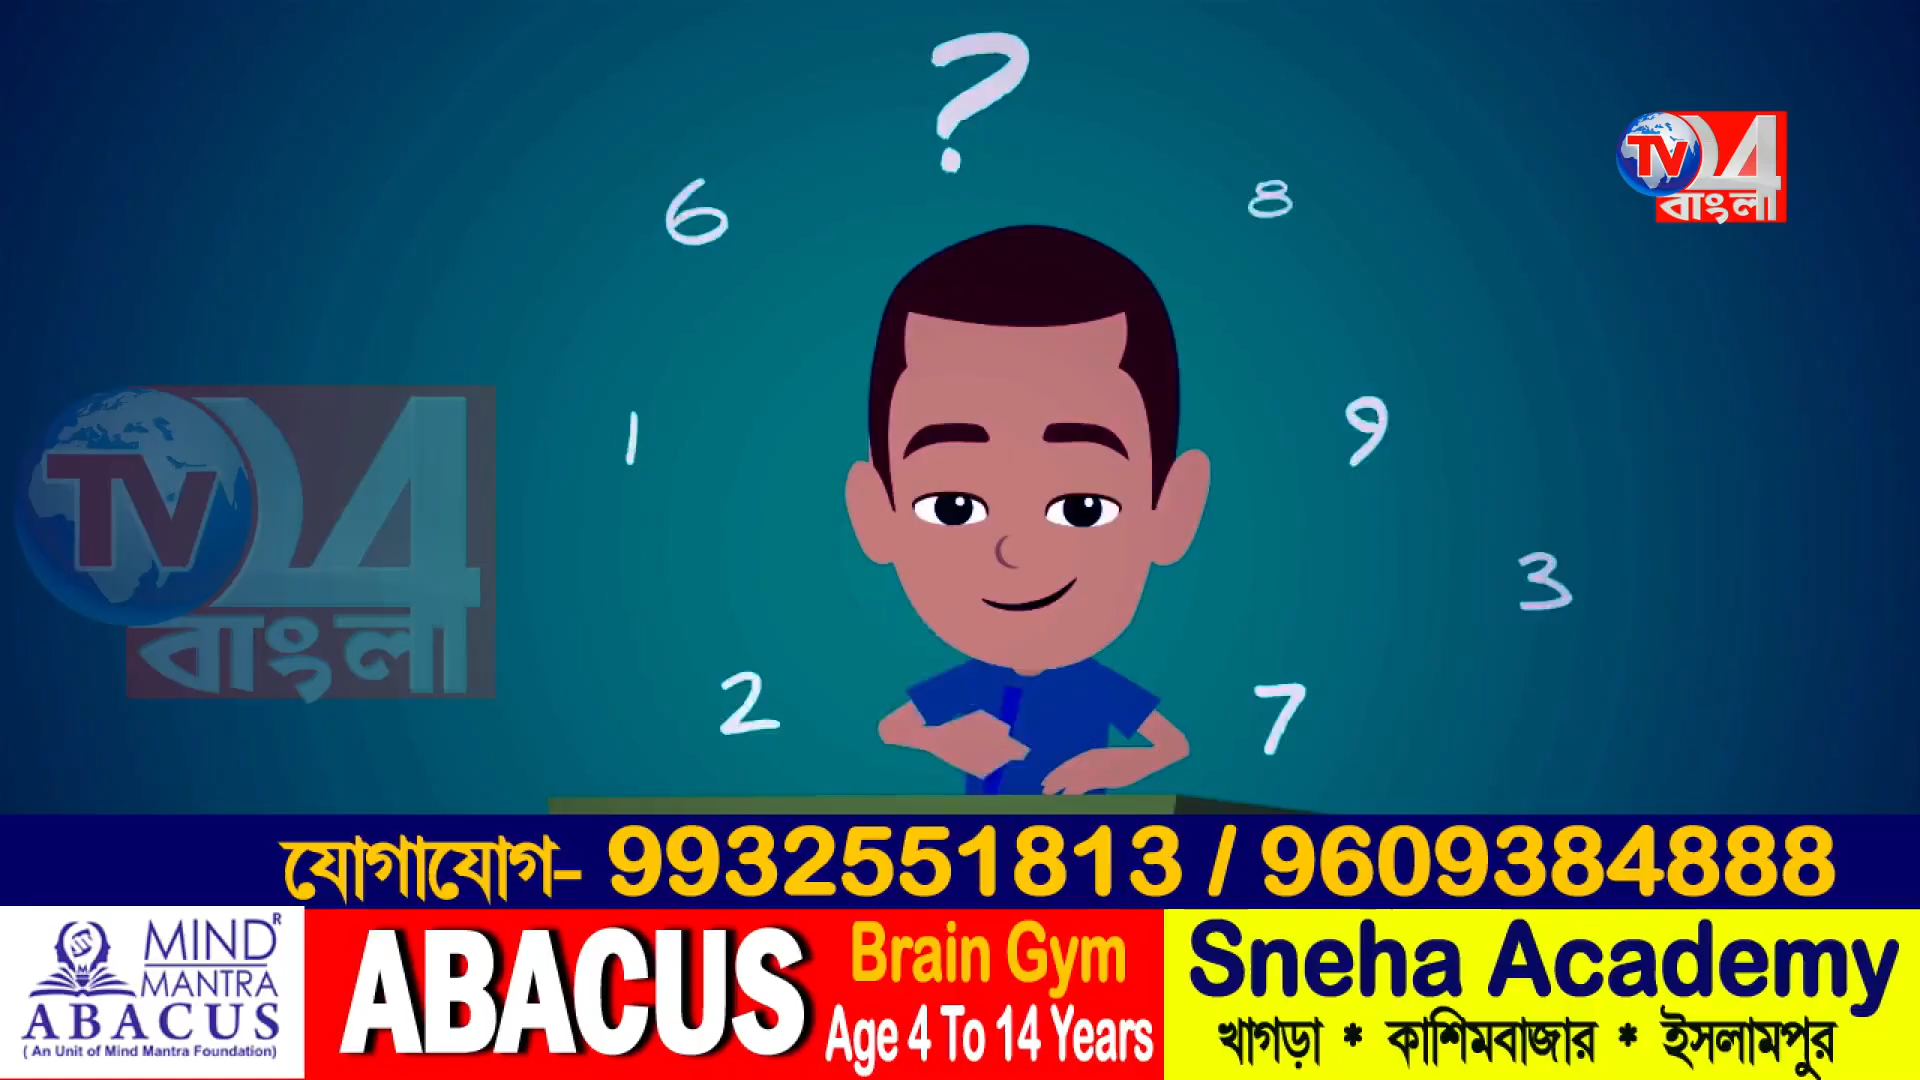 ?
6
8
TV 24
বাংলা
1
9
TV 24
বাংলা
3
2
7
যোগাযোগ- 9932551813 / 9609384888
MIND R
MANTRA
ABACUS
( An Unit of Mind Mantra Foundation)
ABACUS
Brain Gym
Age 4 To 14 Years
Sneha Academy
খাগড়া * কাশিমবাজার * ইসলামপুর